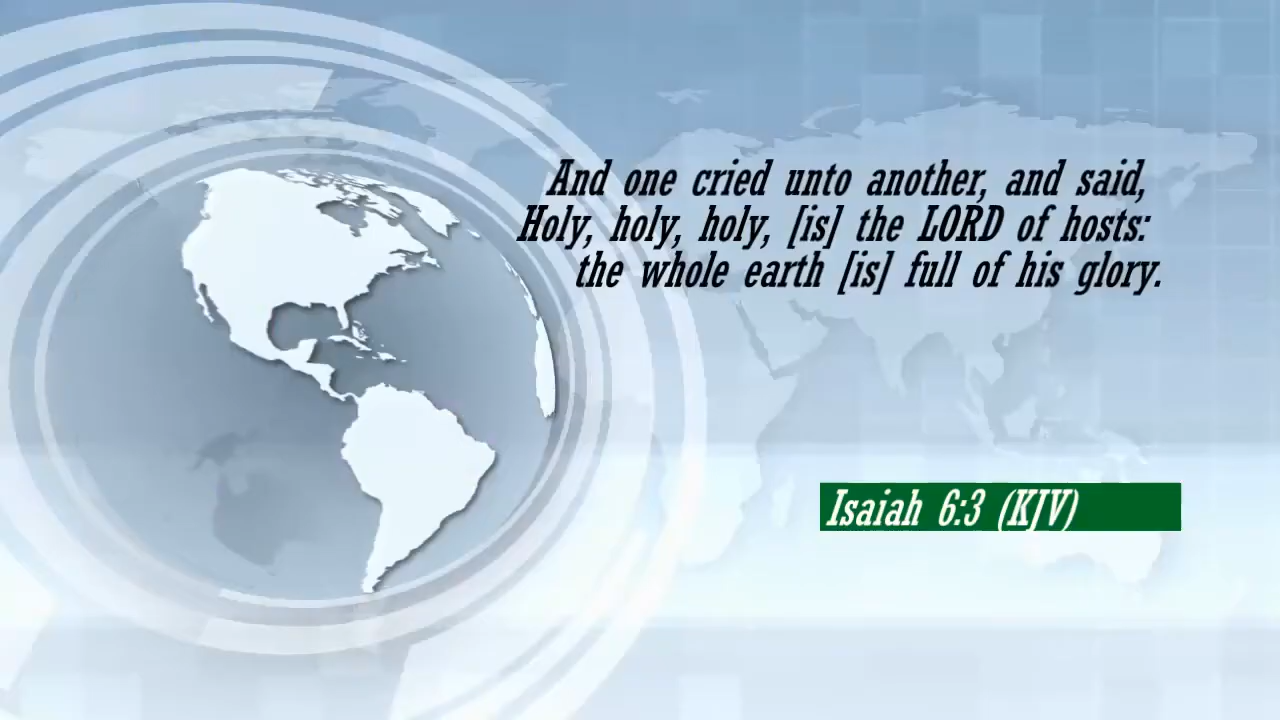 And one cried unto another, and said,
Holy, holy, holy, [is] the LORD of hosts:
the whole earth [is] full of his glory.
Isaiah 6:3 (KJV)